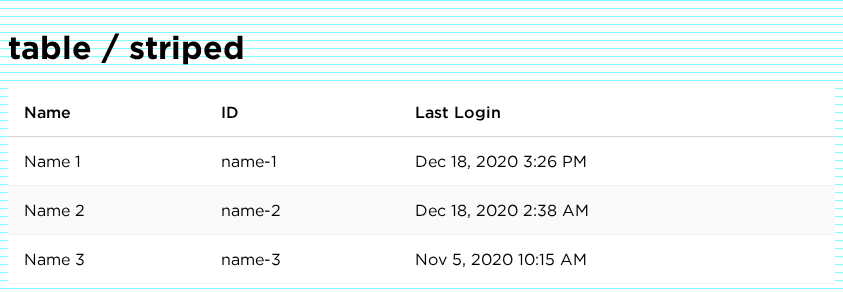 table / striped
Name ID Last Login
Name 1 name-1 Dec 18, 2020 3:26 PM
Name 2 name-2 Dec 18, 2020 2:38 AM
Name 3 name-3 Nov 5, 2020 10:15 AM